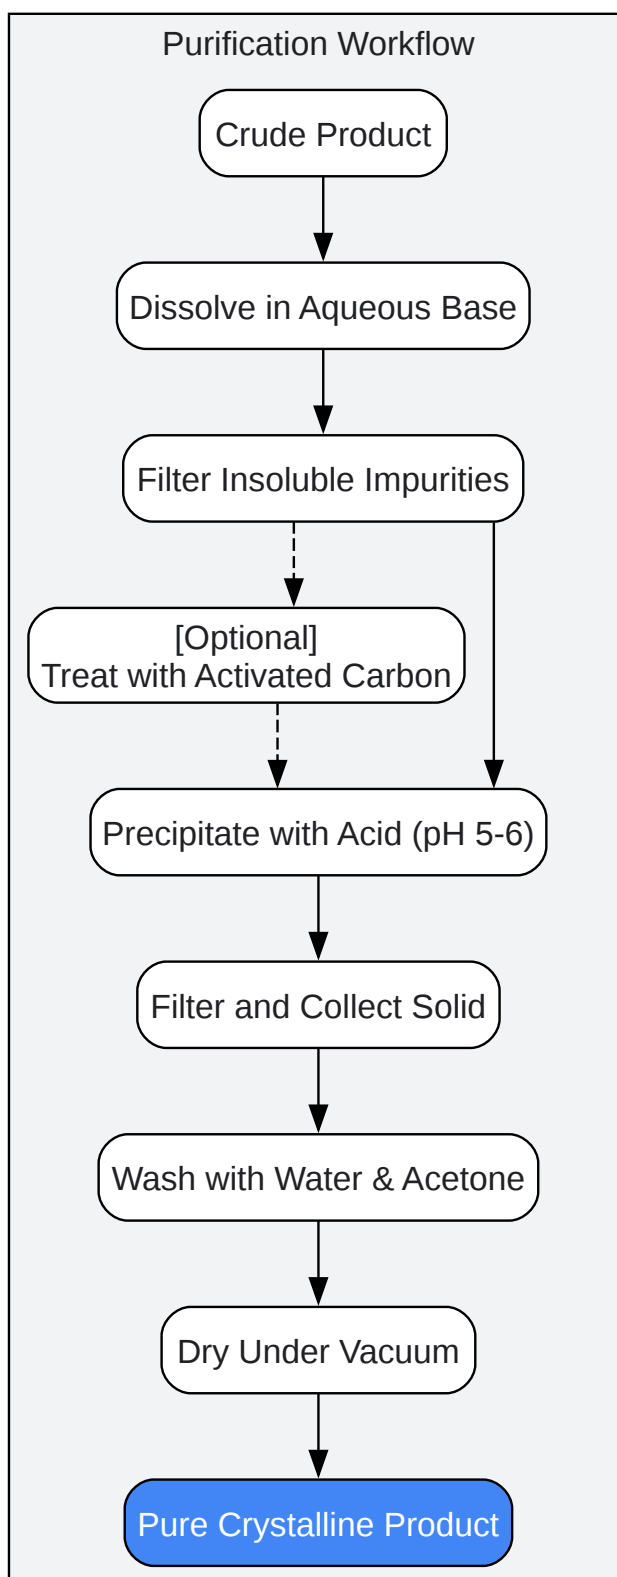 Purification Workflow
Crude Product
Dissolve in Aqueous Base
Filter Insoluble Impurities
[Optional]
Treat with Activated Carbon
Precipitate with Acid (pH 5-6)
Filter and Collect Solid
Wash with Water & Acetone
Dry Under Vacuum
Pure Crystalline Product